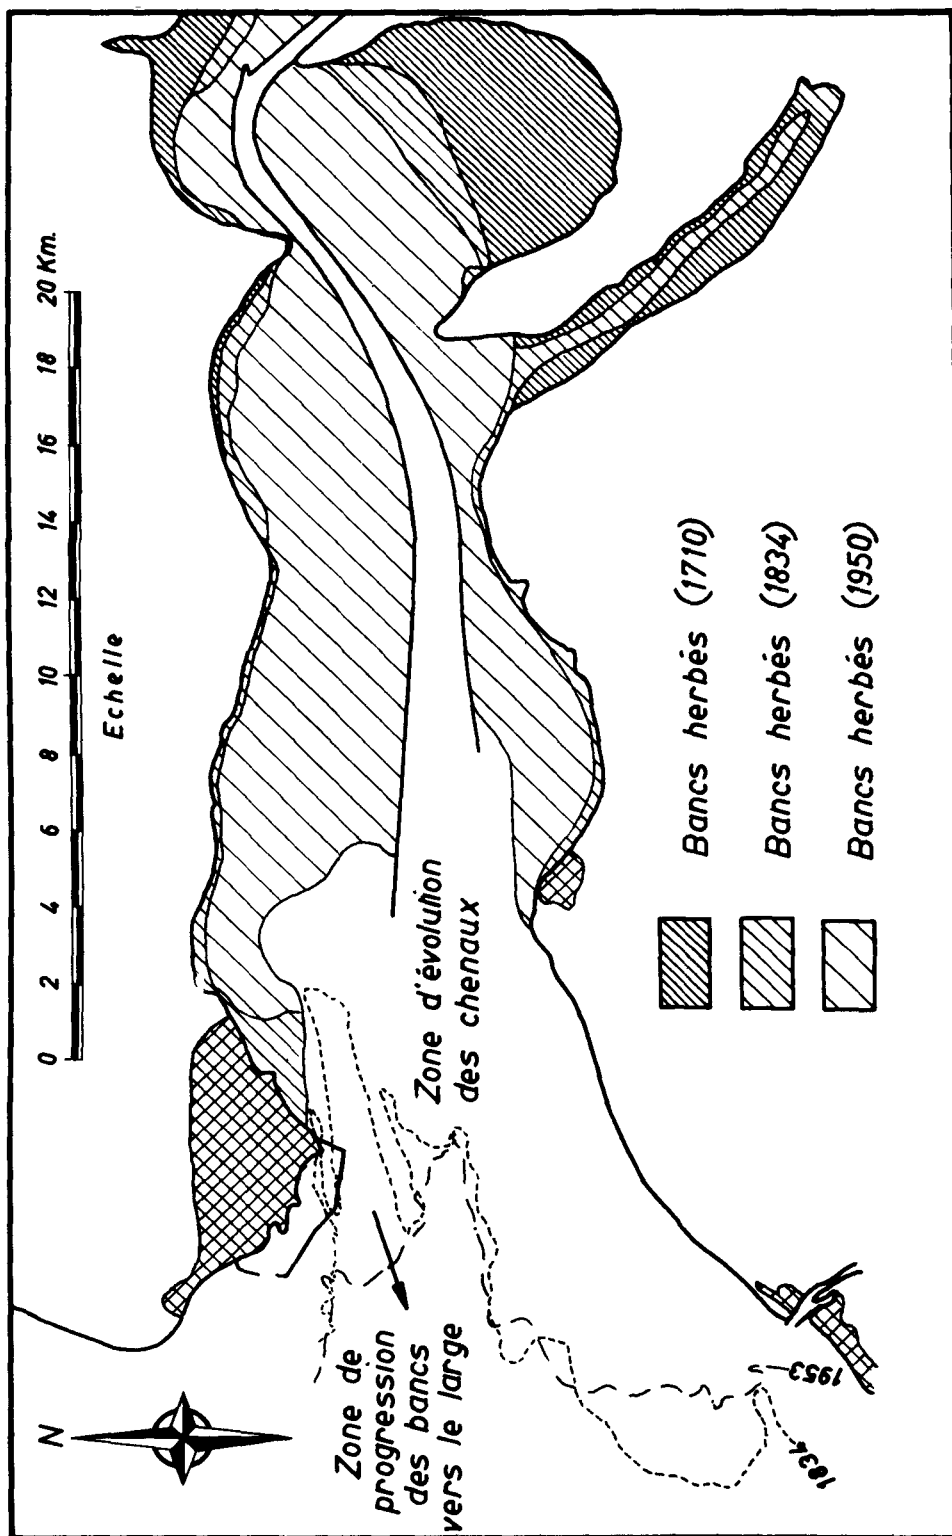 N
0 2 4 6 8 10 12 14 16 18 20 Km.
Echelle
Zone de
progression
des bancs
vers le large
Zone d'évolution
des chenaux
Bancs herbés (1710)
Bancs herbés (1834)
Bancs herbés (1950)
1953
1834